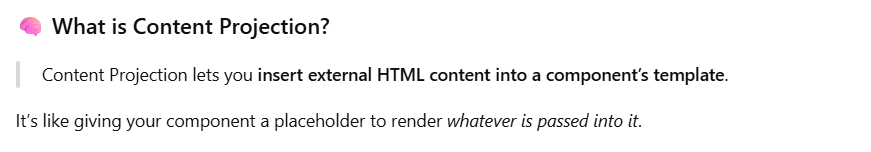 🧠 What is Content Projection?
Content Projection lets you insert external HTML content into a component’s template.
It’s like giving your component a placeholder to render whatever is passed into it.